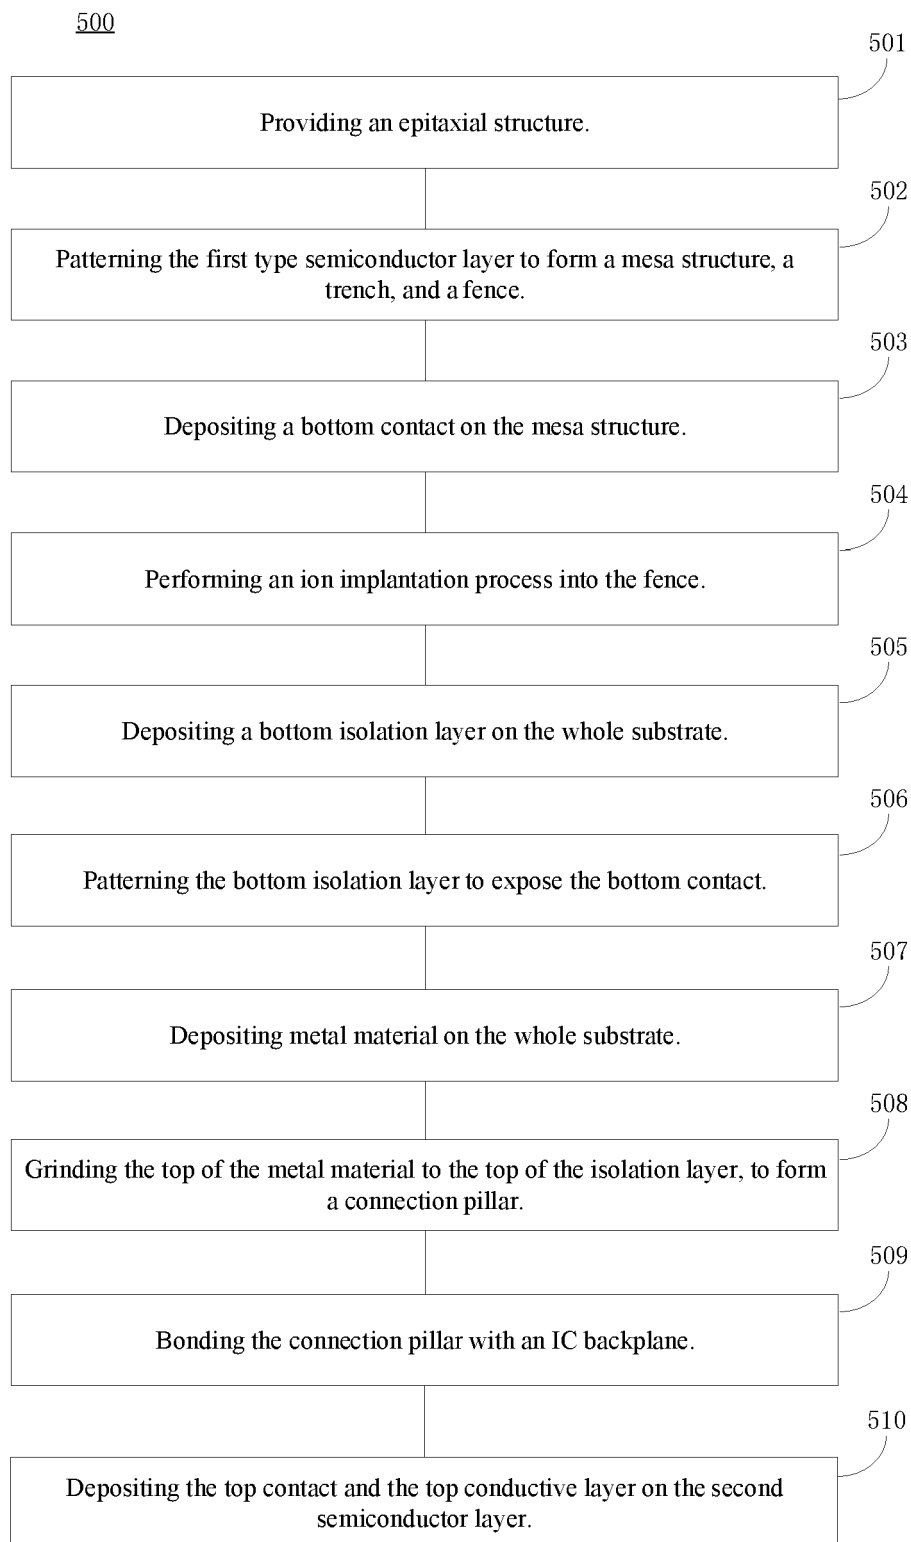 500
501
Providing an epitaxial structure.
502
Patterning the first type semiconductor layer to form a mesa structure, a
trench, and a fence.
503
Depositing a bottom contact on the mesa structure.
504
Performing an ion implantation process into the fence.
505
Depositing a bottom isolation layer on the whole substrate.
506
Patterning the bottom isolation layer to expose the bottom contact.
507
Depositing metal material on the whole substrate.
508
Grinding the top of the metal material to the top of the isolation layer, to form
a connection pillar.
509
Bonding the connection pillar with an IC backplane.
510
Depositing the top contact and the top conductive layer on the second
semiconductor layer.